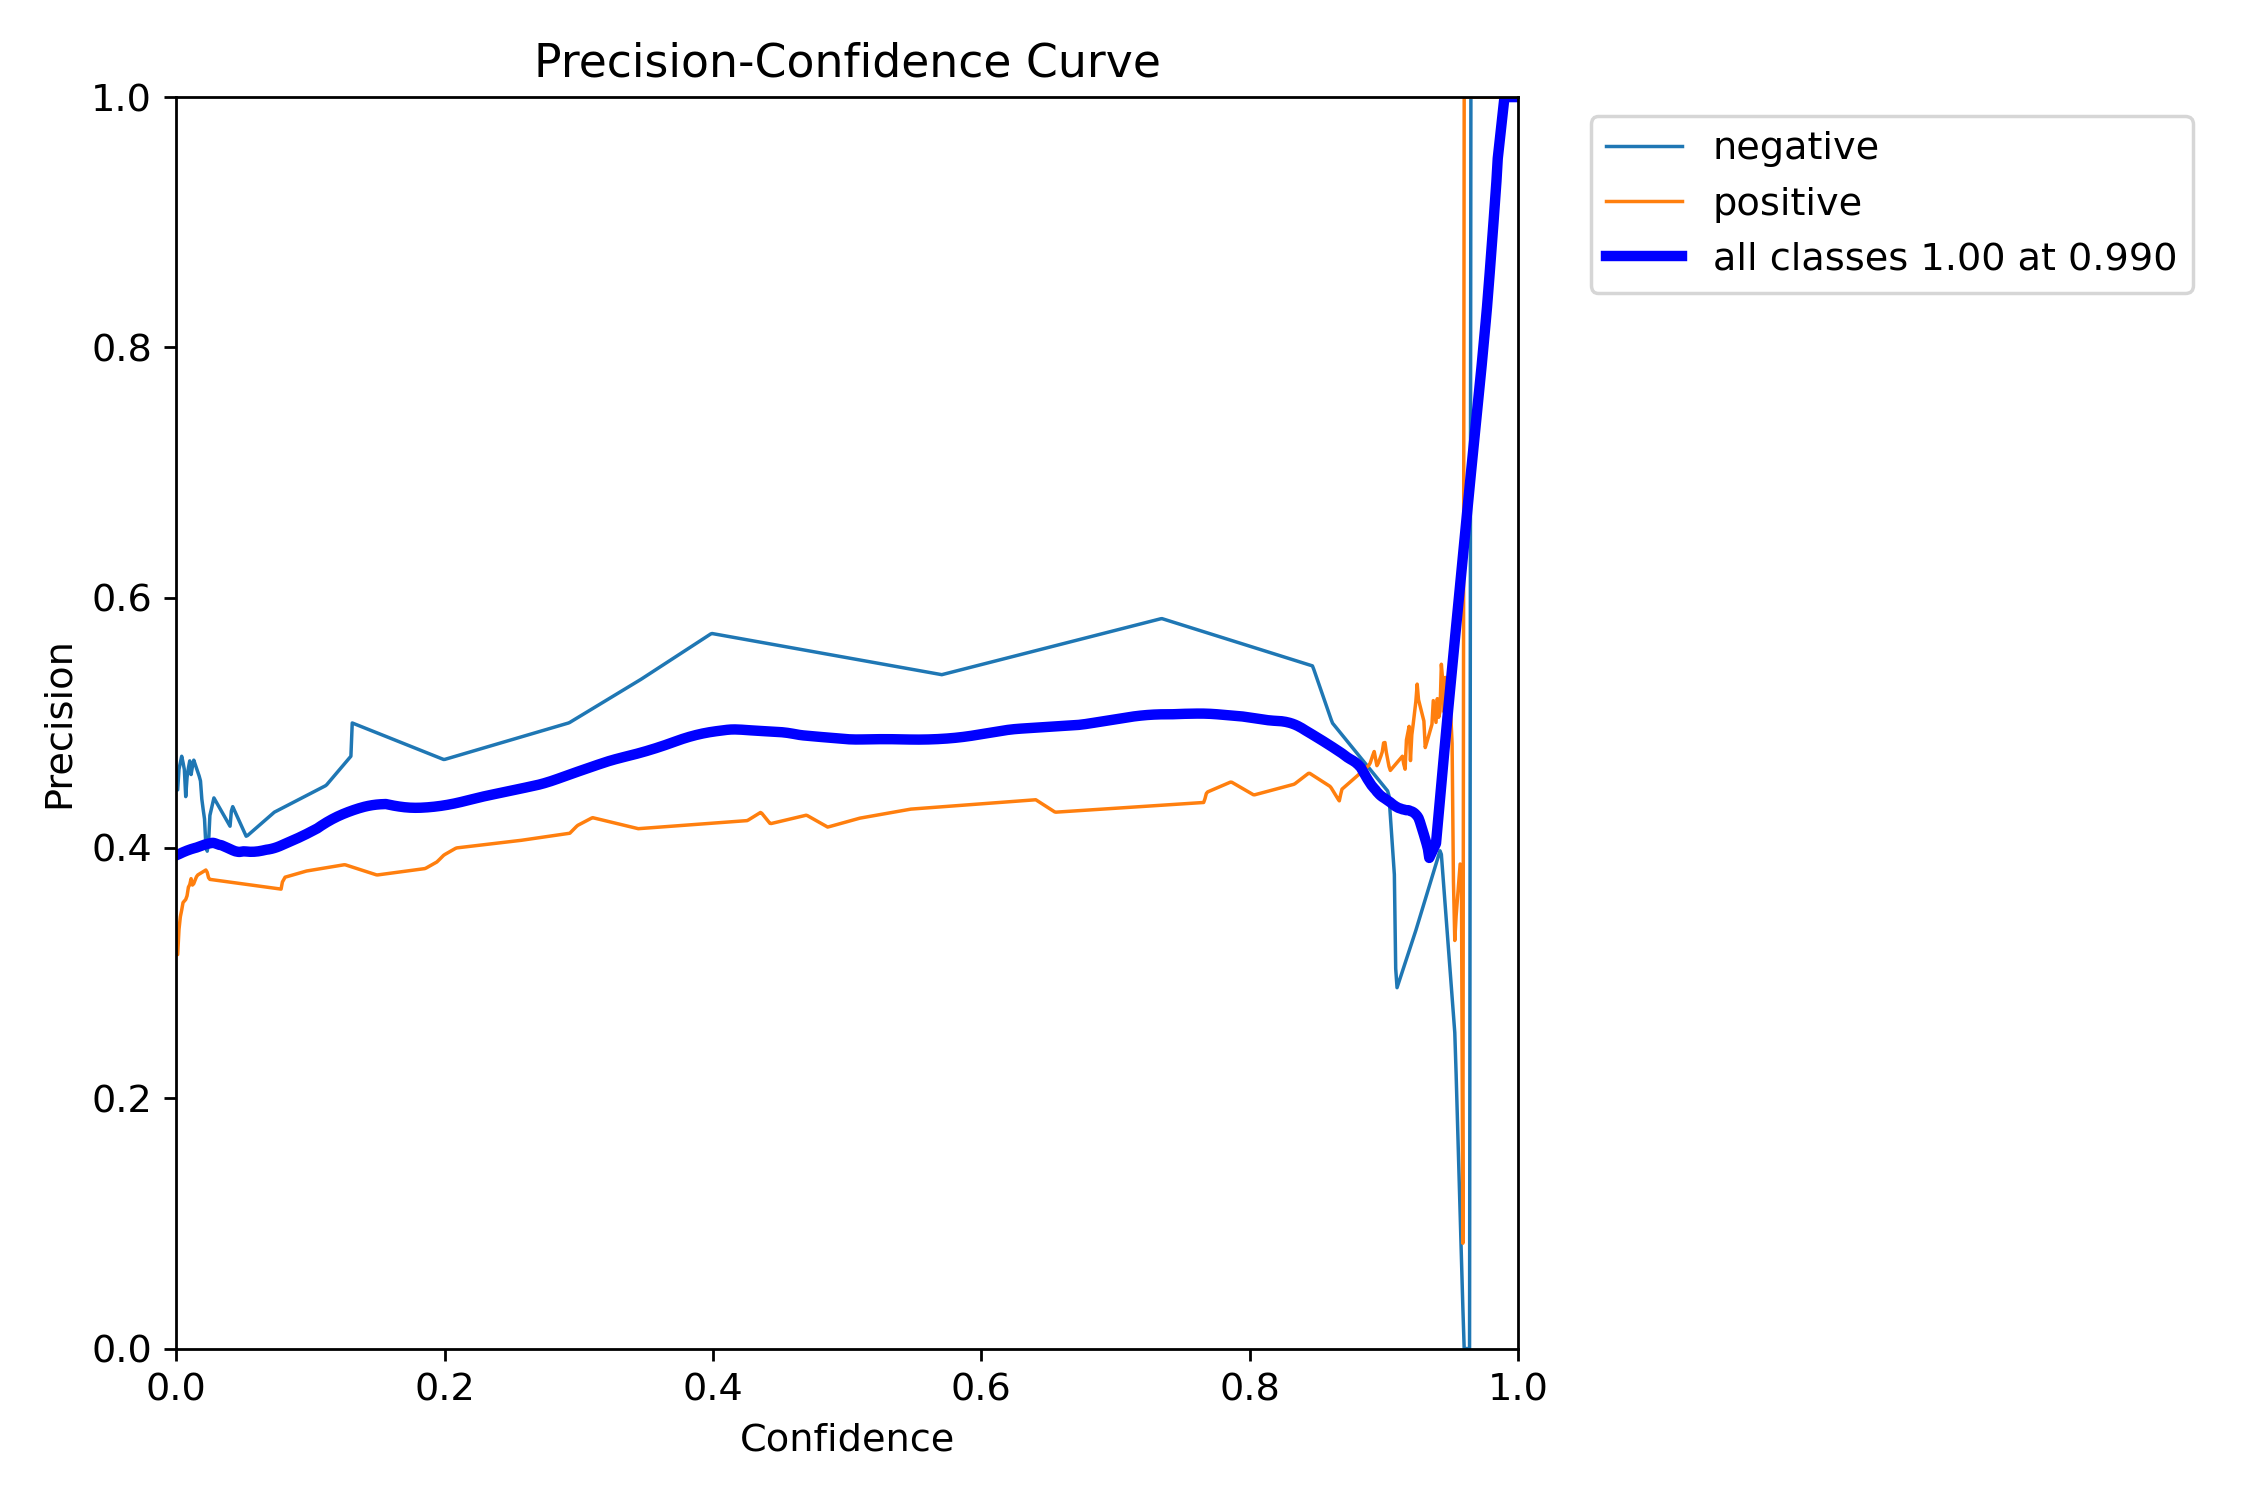 Precision-Confidence Curve
1.0
0.8
0.6
0.4
0.2
0.0
Precision
0.0 0.2 0.4 0.6 0.8 1.0
Confidence
negative
positive
all classes 1.00 at 0.990